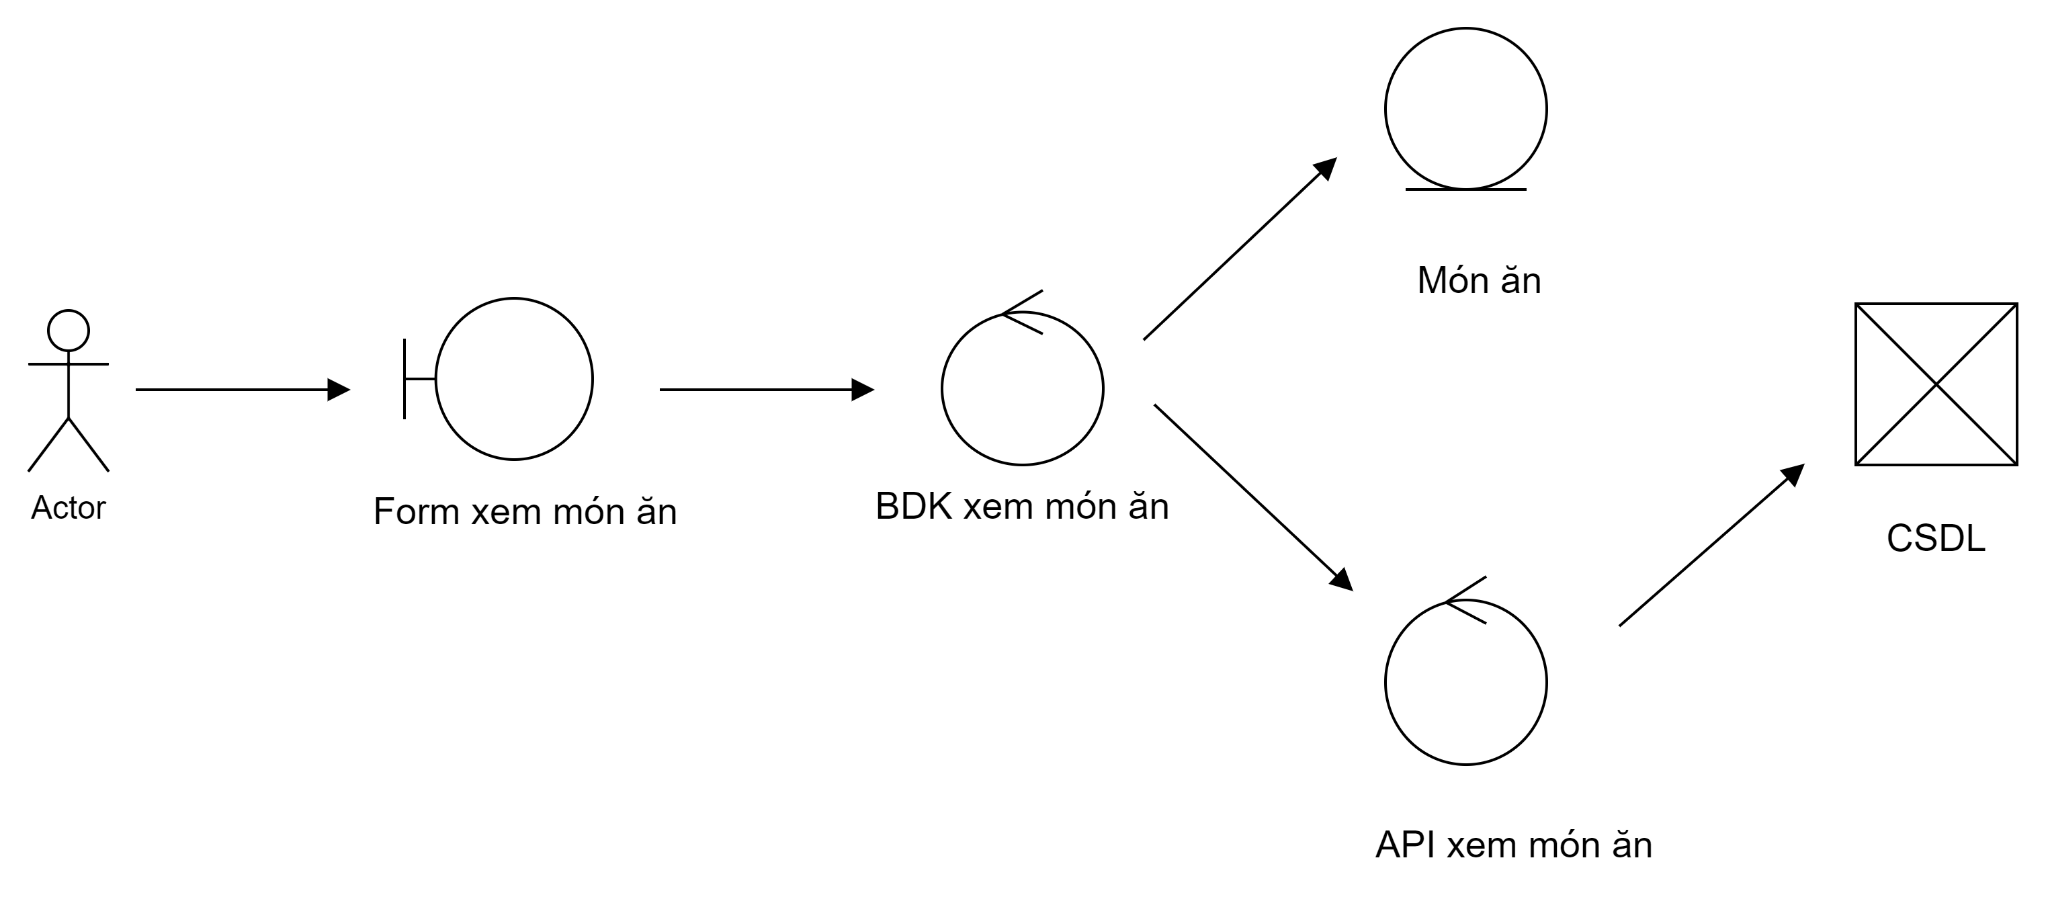 Món ăn
Actor
Form xem món ăn
BDK xem món ăn
CSDL
API xem món ăn